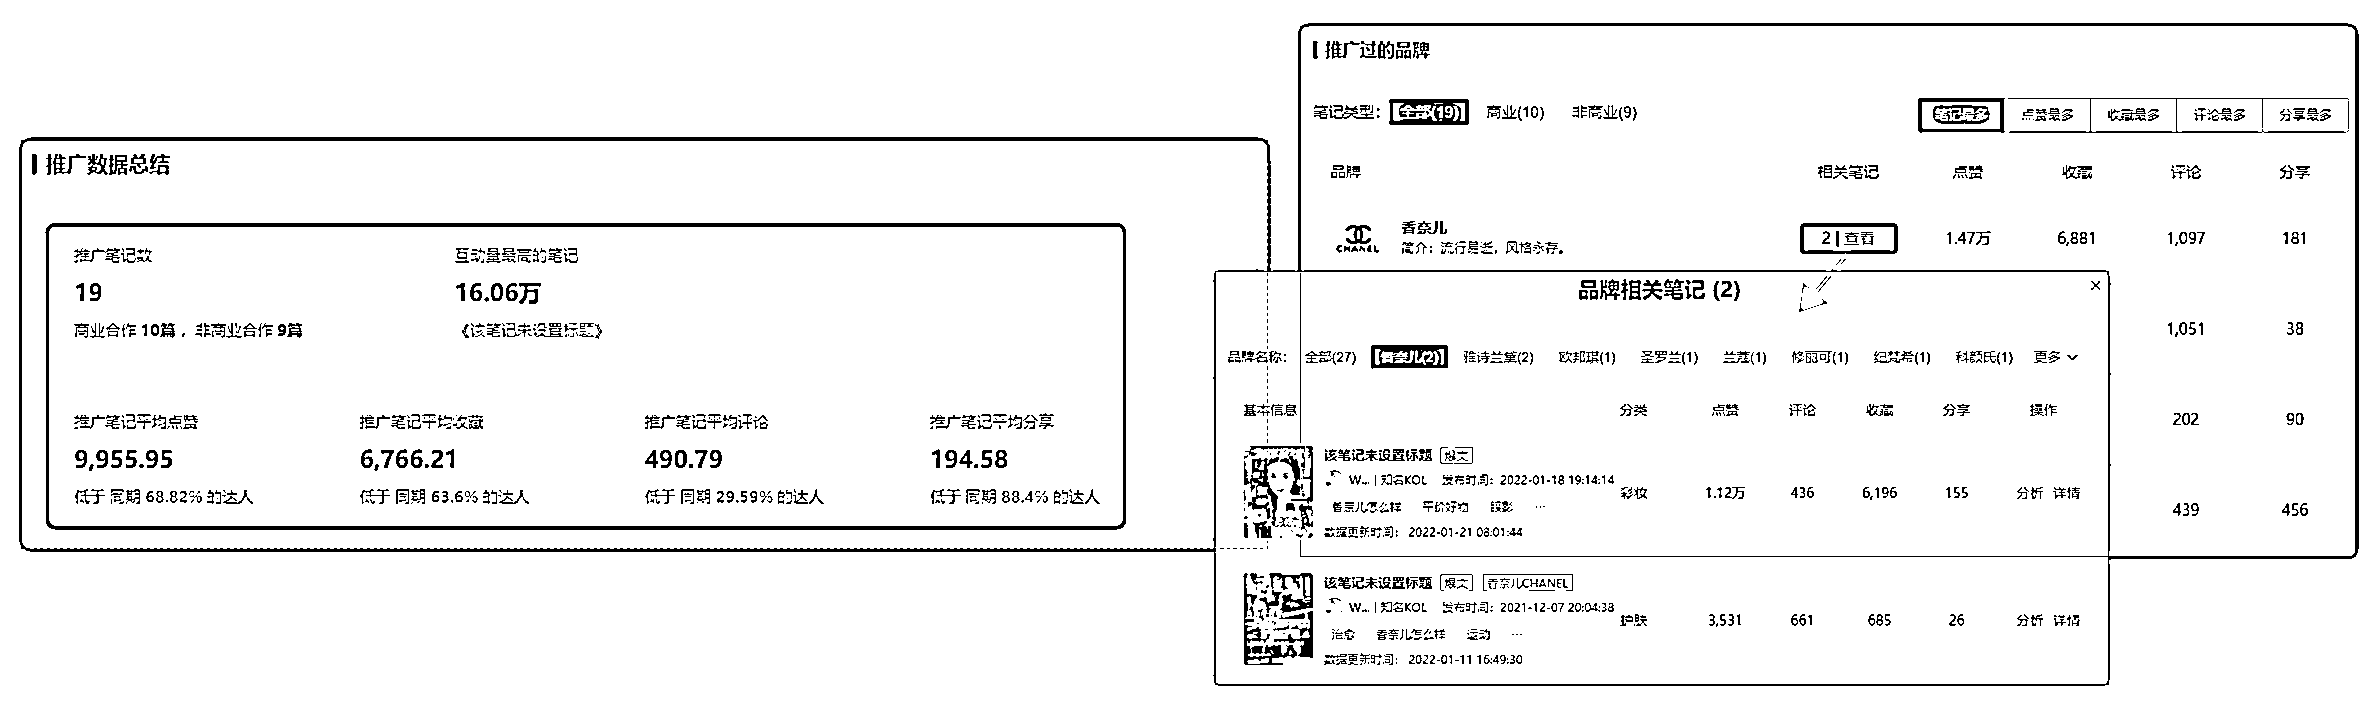 推广数据总结
推广笔记数
19
商业合作 10篇 ，非商业合作 9篇
互动量最高的笔记
16.06万
《该笔记未设置标题》
推广笔记平均点赞
9,955.95
低于 同期 68.82% 的达人
推广笔记平均收藏
6,766.21
低于 同期 63.6% 的达人
推广笔记平均评论
490.79
低于 同期 29.59% 的达人
推广笔记平均分享
194.58
低于 同期 88.4% 的达人
推广过的品牌
笔记类型： 全部(19) 商业(10) 非商业(9)
笔记最多 点赞最多 收藏最多 评论最多 分享最多
品牌 相关笔记 点赞 收藏 评论 分享
CHANEL
香奈儿
简介：流行易逝，风格永存。
2 | 查看 1.47万 6,881 1,097 181
1,051 38
202 90
439 456
品牌相关笔记 (2) ×
品牌名称： 全部(27) 香奈儿(2) 雅诗兰黛(2) 欧邦琪(1) 圣罗兰(1) 兰蔻(1) 修丽可(1) 纪梵希(1) 科颜氏(1) 更多
基本信息 分类 点赞 评论 收藏 分享 操作
该笔记未设置标题 爆文
W... | 知名KOL 发布时间：2022-01-18 19:14:14
香奈儿怎么样 平价好物 眼影 ...
数据更新时间： 2022-01-21 08:01:44
彩妆 1.12万 436 6,196 155 分析 详情
该笔记未设置标题 爆文 香奈儿CHANEL
W... | 知名KOL 发布时间：2021-12-07 20:04:38
治愈 香奈儿怎么样 运动 ...
数据更新时间： 2022-01-11 16:49:30
护肤 3,531 661 685 26 分析 详情